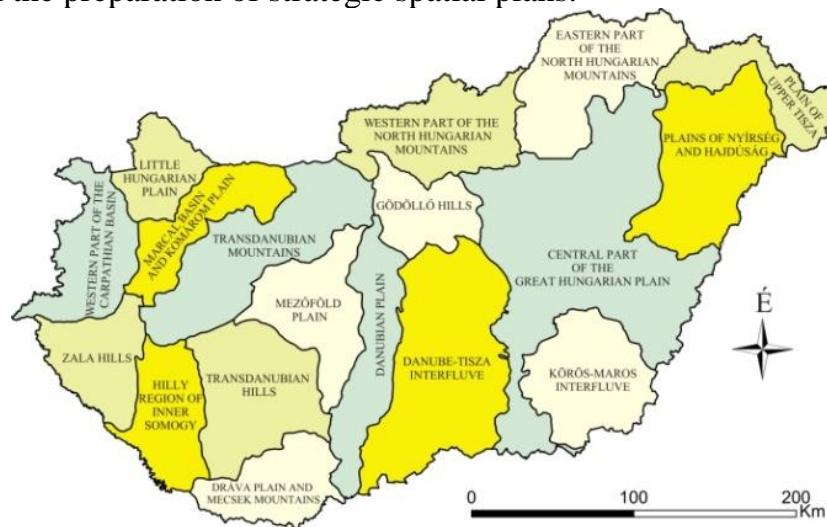 the preparation of strategic spatial plans.
EASTERN PART
OF THE
NORTH HUNGARIAN
MOUNTAINS
PLAIN OF
UPPER TISZA
WESTERN PART OF THE
NORTH HUNGARIAN
MOUNTAINS
PLAINS OF NYÍRSÉG
AND HAJDÚSÁG
LITTLE
HUNGARIAN
PLAIN
GÖDÖLLŐ HILLS
WESTERN PART OF THE
CARPATHIAN BASIN
MARCAL BASIN
AND KOMÁROM PLAIN
TRANSDANUBIAN
MOUNTAINS
CENTRAL PART
OF THE
GREAT HUNGARIAN PLAIN
MEZŐFÖLD
PLAIN
DANUBIAN PLAIN
É
ZALA HILLS
HILLY
REGION OF
INNER
SOMOGY
TRANSDANUBIAN
HILLS
DANUBE-TISZA
INTERFLUVE
KÖRÖS-MAROS
INTERFLUVE
DRÁVA PLAIN AND
MECSEK MOUNTAINS
0 100 200
Km